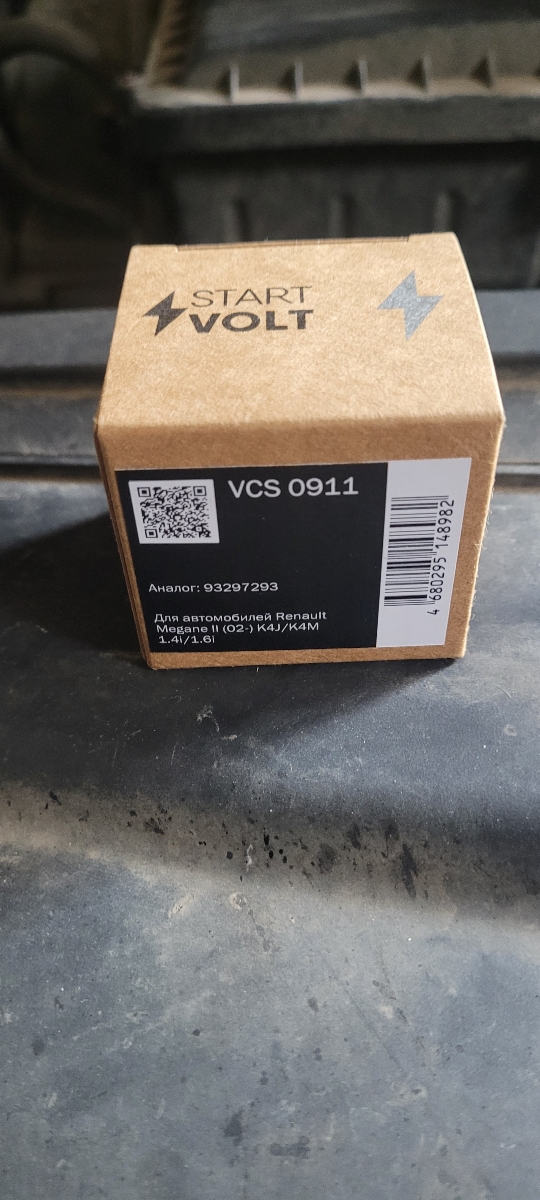 START
VOLT
VCS 0911
Аналог: 93297293
Для автомобилей Renault
Megane II (02-) K4J/K4M
1.4i/1.6i
4 680295 148982